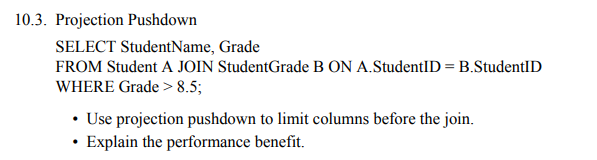 10.3. Projection Pushdown
SELECT StudentName, Grade
FROM Student A JOIN StudentGrade B ON A.StudentID = B.StudentID
WHERE Grade > 8.5;
• Use projection pushdown to limit columns before the join.
• Explain the performance benefit.